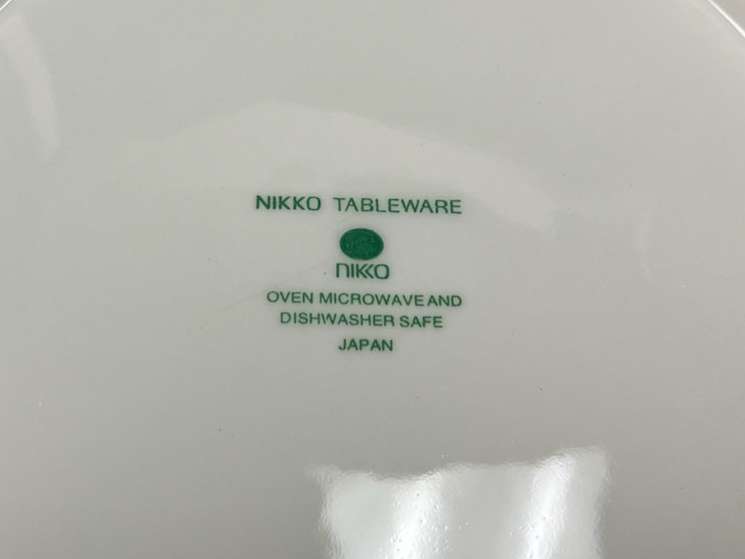 NIKKO TABLEWARE
NIKKO
OVEN MICROWAVE AND
DISHWASHER SAFE
JAPAN